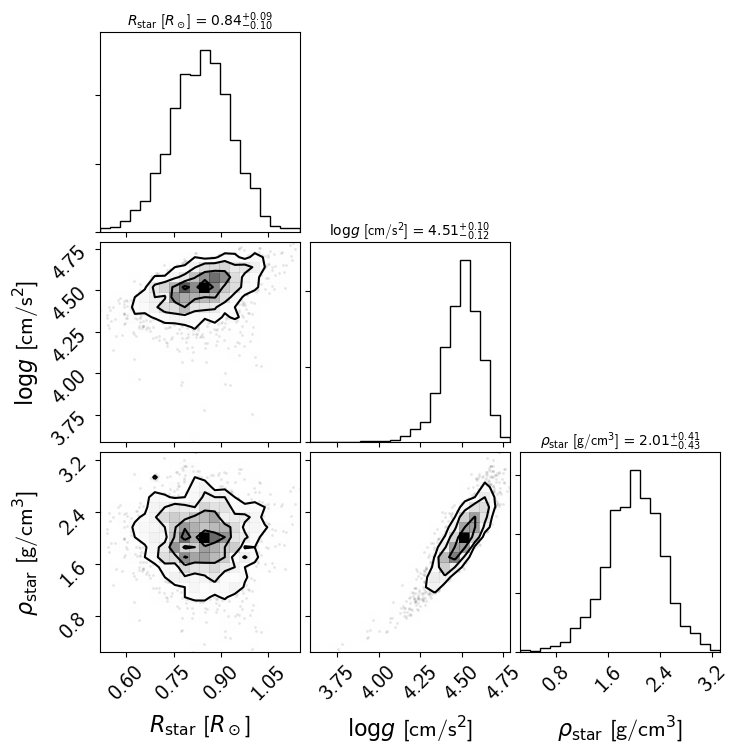 R_star [R_⊙] = 0.84^{+0.09}_{−0.10}
log g [cm/s²] = 4.51^{+0.10}_{−0.12}
4.75
4.50
4.25
4.00
3.75
log g [cm/s²]
ρ_star [g/cm³] = 2.01^{+0.41}_{−0.43}
3.2
2.4
1.6
0.8
ρ_star [g/cm³]
0.60 0.75 0.90 1.05
3.75 4.00 4.25 4.50 4.75
0.8 1.6 2.4 3.2
R_star [R_⊙]
log g [cm/s²]
ρ_star [g/cm³]